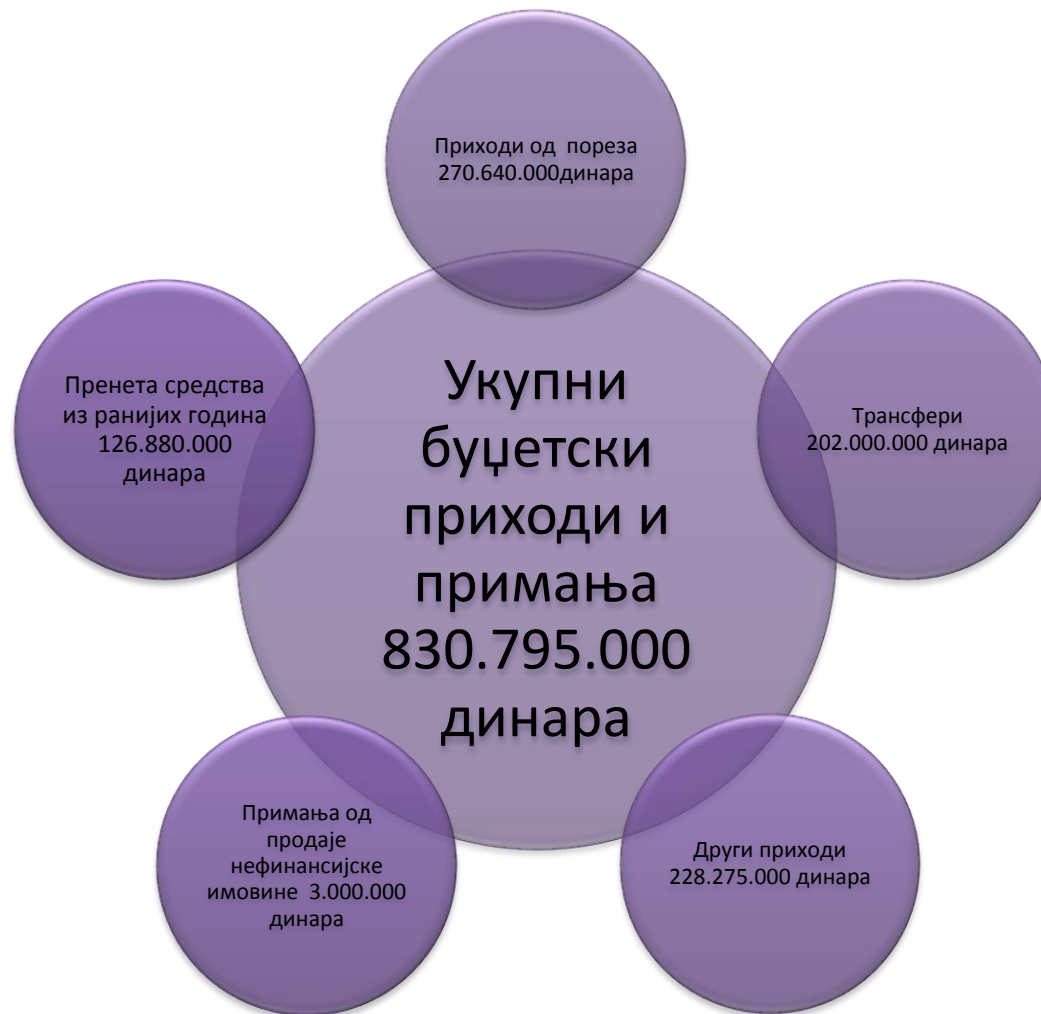 Приходи од пореза
270.640.000динара
Укупни
буџетски
приходи и
примања
830.795.000
динара
Трансфери
202.000.000 динара
Други приходи
228.275.000 динара
Примања од
продаје
нефинансијске
имовине 3.000.000
динара
Пренета средства
из ранијих година
126.880.000
динара